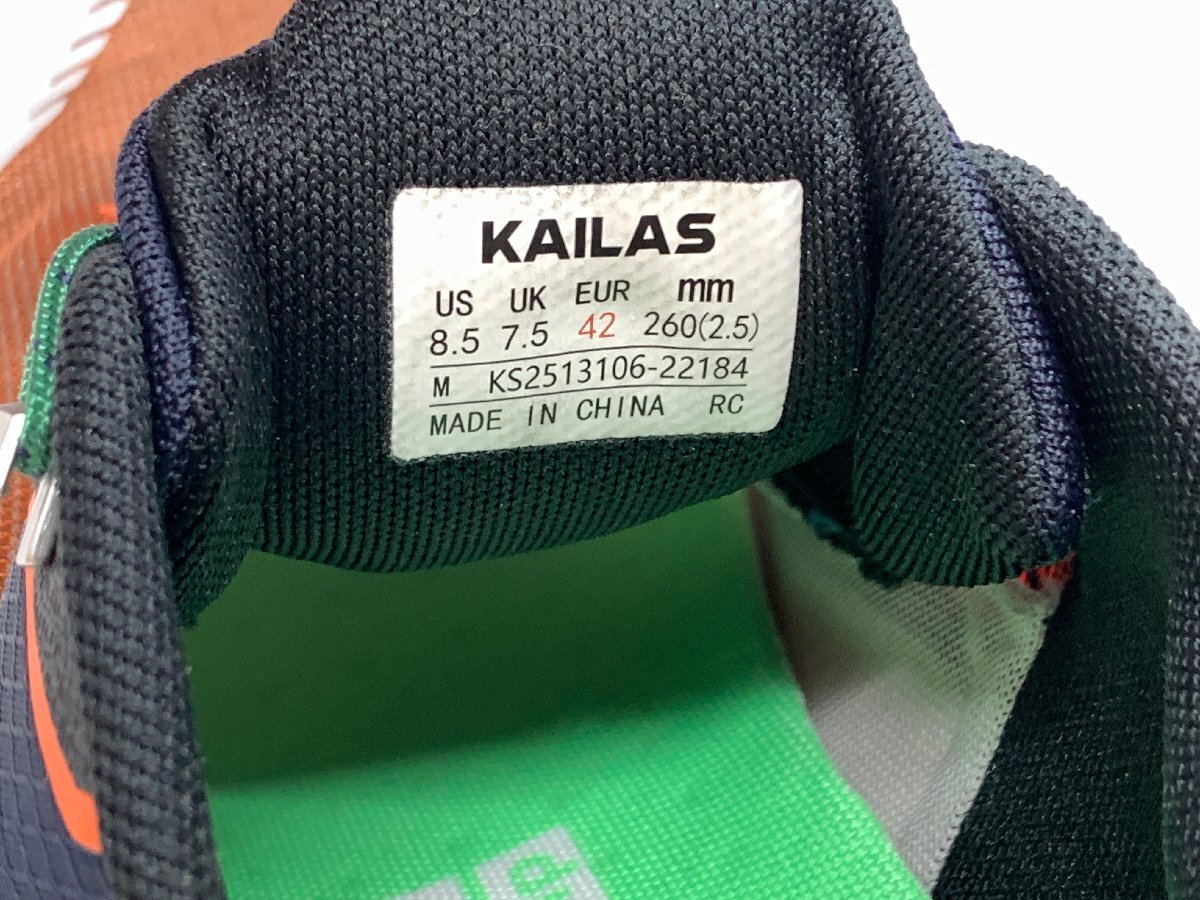 KAILAS
US UK EUR mm
8.5 7.5 42 260(2.5)
M KS2513106-22184
MADE IN CHINA RC